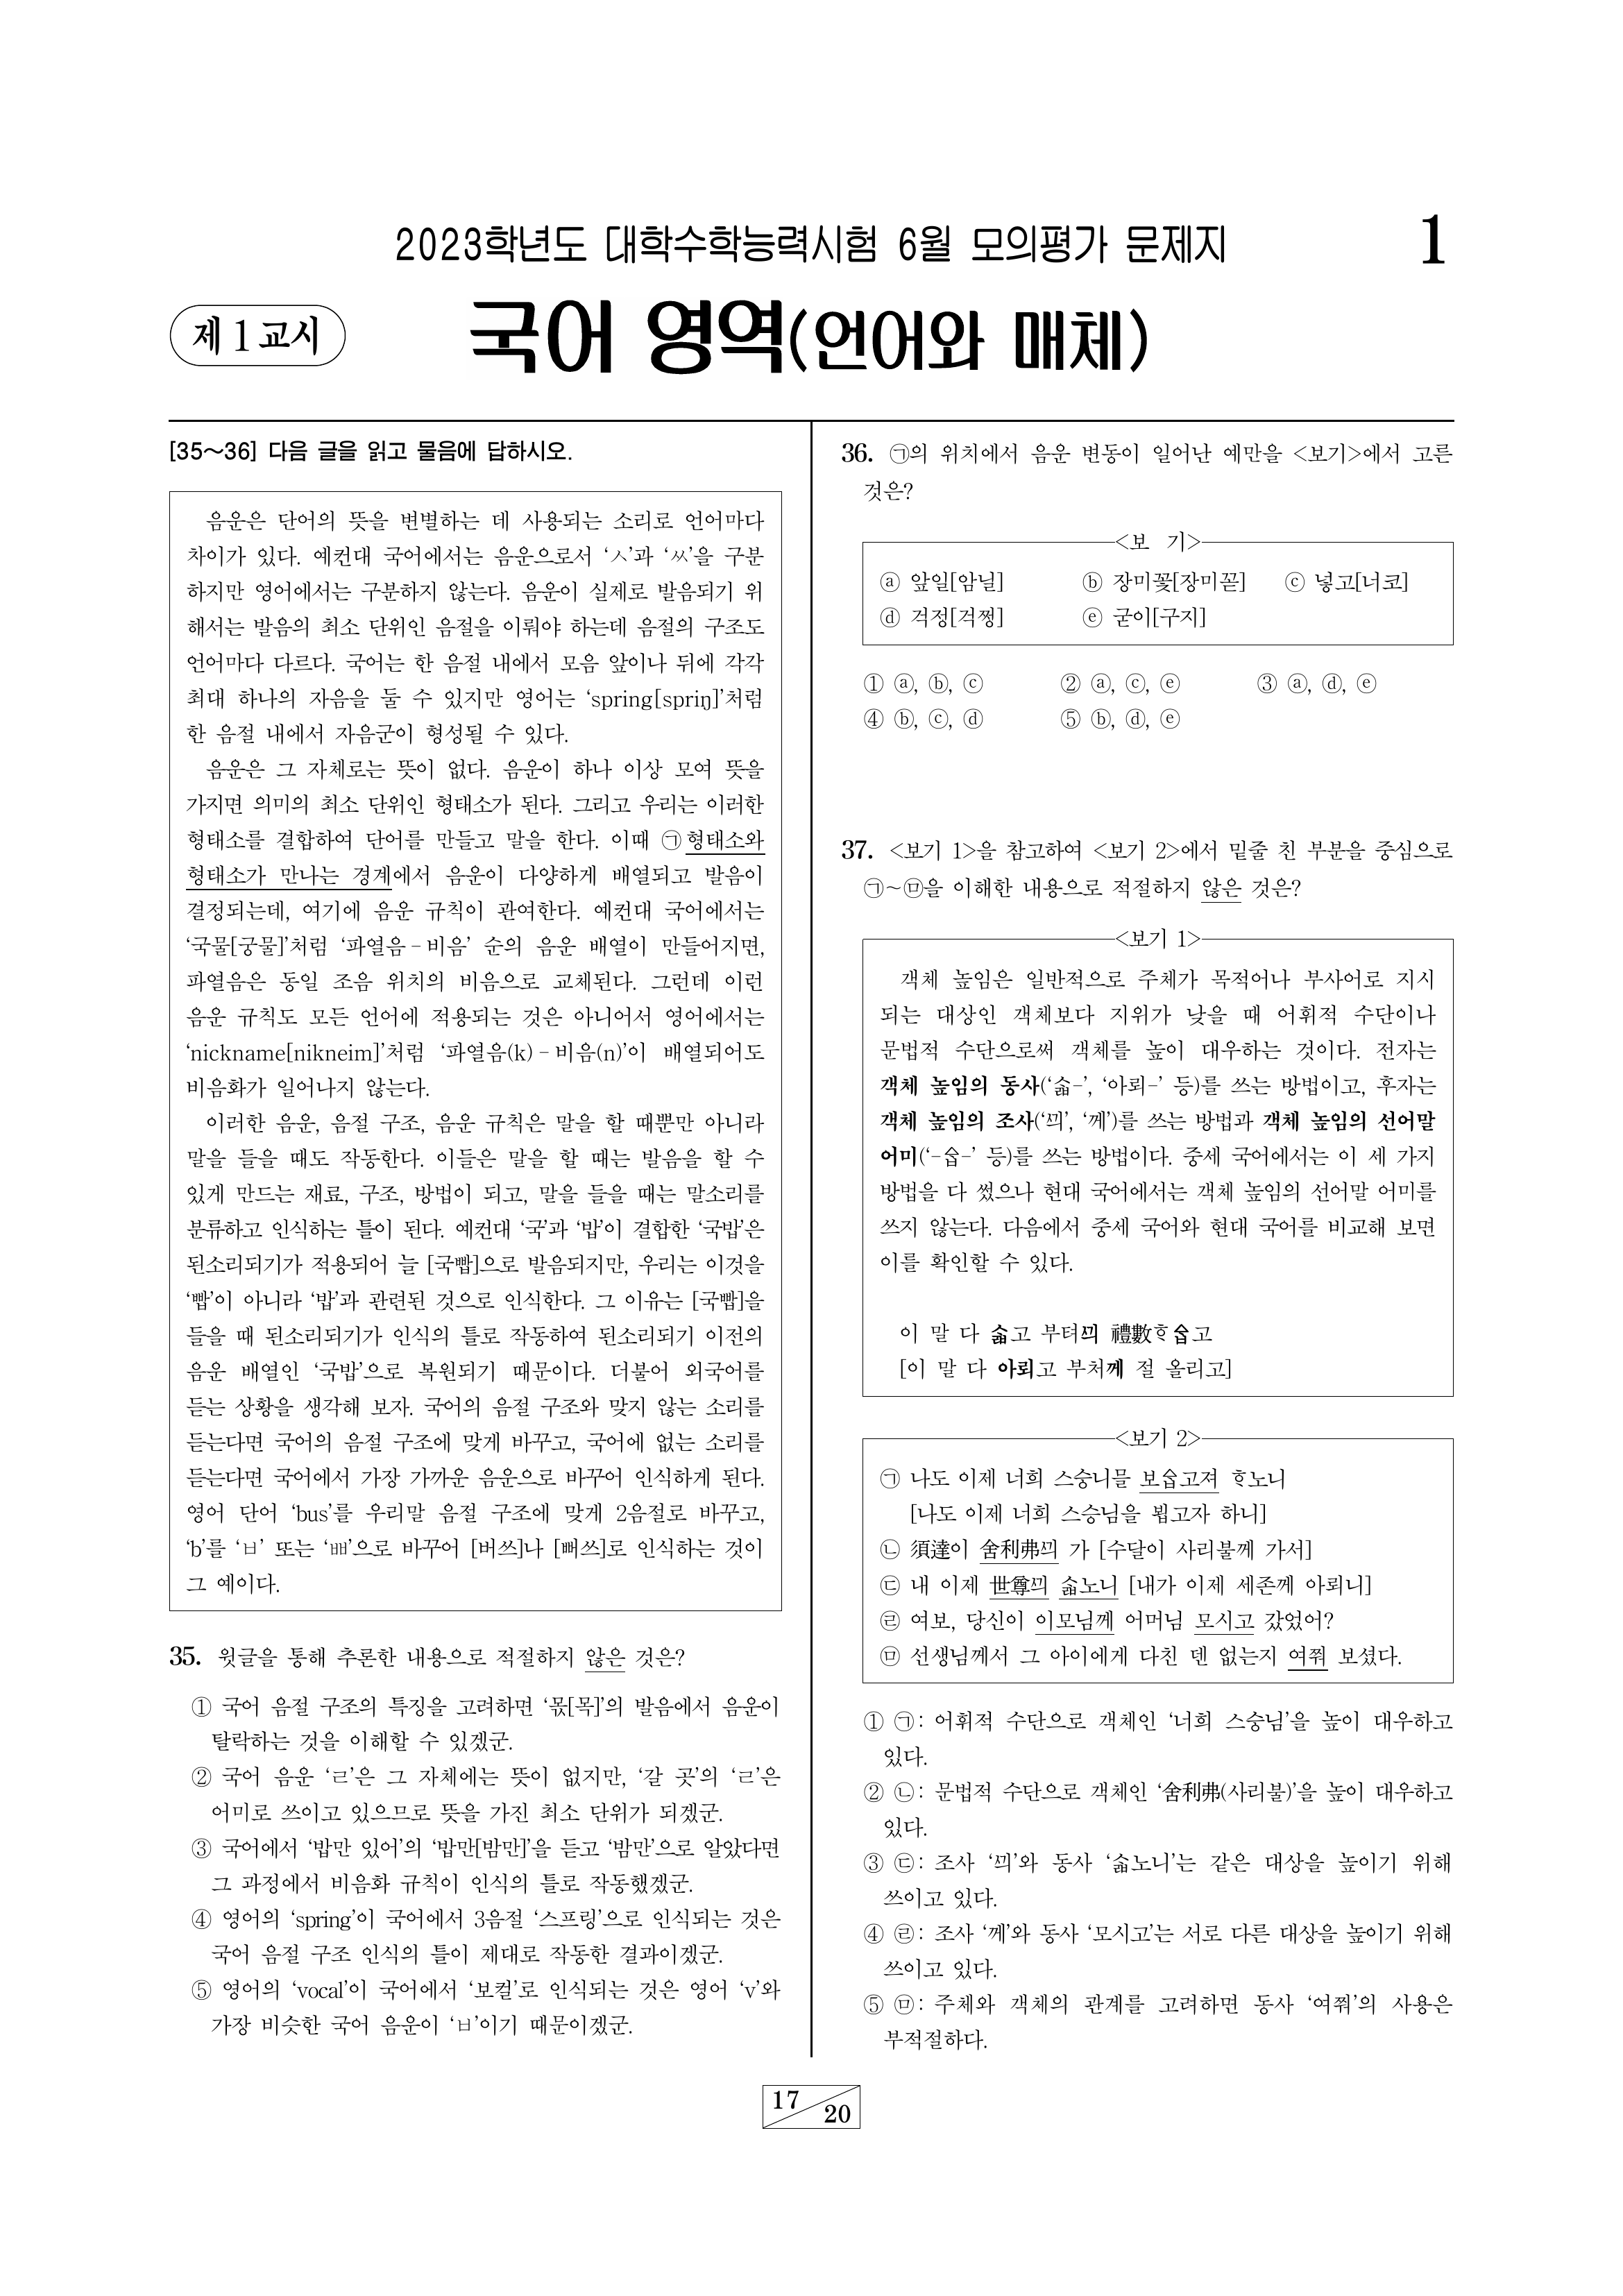 2023학년도 대학수학능력시험 6월 모의평가 문제지
1
제 1 교시
국어 영역(언어와 매체)
[35~36] 다음 글을 읽고 물음에 답하시오.
음운은 단어의 뜻을 변별하는 데 사용되는 소리로 언어마다
차이가 있다. 예컨대 국어에서는 음운으로서 ‘ㅅ’과 ‘ㅆ’을 구분
하지만 영어에서는 구분하지 않는다. 음운이 실제로 발음되기 위
해서는 발음의 최소 단위인 음절을 이뤄야 하는데 음절의 구조도
언어마다 다르다. 국어는 한 음절 내에서 모음 앞이나 뒤에 각각
최대 하나의 자음을 둘 수 있지만 영어는 ‘spring[spriŋ]’처럼
한 음절 내에서 자음군이 형성될 수 있다.
음운은 그 자체로는 뜻이 없다. 음운이 하나 이상 모여 뜻을
가지면 의미의 최소 단위인 형태소가 된다. 그리고 우리는 이러한
형태소를 결합하여 단어를 만들고 말을 한다. 이때 ㉠형태소와
형태소가 만나는 경계에서 음운이 다양하게 배열되고 발음이
결정되는데, 여기에 음운 규칙이 관여한다. 예컨대 국어에서는
‘국물[궁물]’처럼 ‘파열음-비음’ 순의 음운 배열이 만들어지면,
파열음은 동일 조음 위치의 비음으로 교체된다. 그런데 이런
음운 규칙도 모든 언어에 적용되는 것은 아니어서 영어에서는
‘nickname[nikneim]’처럼 ‘파열음(k)-비음(n)’이 배열되어도
비음화가 일어나지 않는다.
이러한 음운, 음절 구조, 음운 규칙은 말을 할 때뿐만 아니라
말을 들을 때도 작동한다. 이들은 말을 할 때는 발음을 할 수
있게 만드는 재료, 구조, 방법이 되고, 말을 들을 때는 말소리를
분류하고 인식하는 틀이 된다. 예컨대 ‘국’과 ‘밥’이 결합한 ‘국밥’은
된소리되기가 적용되어 늘 [국빱]으로 발음되지만, 우리는 이것을
‘빱’이 아니라 ‘밥’과 관련된 것으로 인식한다. 그 이유는 [국빱]을
들을 때 된소리되기가 인식의 틀로 작동하여 된소리되기 이전의
음운 배열인 ‘국밥’으로 복원되기 때문이다. 더불어 외국어를
듣는 상황을 생각해 보자. 국어의 음절 구조와 맞지 않는 소리를
듣는다면 국어의 음절 구조에 맞게 바꾸고, 국어에 없는 소리를
듣는다면 국어에서 가장 가까운 음운으로 바꾸어 인식하게 된다.
영어 단어 ‘bus’를 우리말 음절 구조에 맞게 2음절로 바꾸고,
‘b’를 ‘ㅂ’ 또는 ‘ㅃ’으로 바꾸어 [버쓰]나 [뻐쓰]로 인식하는 것이
그 예이다.
35. 윗글을 통해 추론한 내용으로 적절하지 않은 것은?
① 국어 음절 구조의 특징을 고려하면 ‘몫[목]’의 발음에서 음운이
탈락하는 것을 이해할 수 있겠군.
② 국어 음운 ‘ㄹ’은 그 자체에는 뜻이 없지만, ‘갈 곳’의 ‘ㄹ’은
어미로 쓰이고 있으므로 뜻을 가진 최소 단위가 되겠군.
③ 국어에서 ‘밥만 있어’의 ‘밥만[밤만]’을 듣고 ‘밤만’으로 알았다면
그 과정에서 비음화 규칙이 인식의 틀로 작동했겠군.
④ 영어의 ‘spring’이 국어에서 3음절 ‘스프링’으로 인식되는 것은
국어 음절 구조 인식의 틀이 제대로 작동한 결과이겠군.
⑤ 영어의 ‘vocal’이 국어에서 ‘보컬’로 인식되는 것은 영어 ‘v’와
가장 비슷한 국어 음운이 ‘ㅂ’이기 때문이겠군.
36. ㉠의 위치에서 음운 변동이 일어난 예만을 <보기>에서 고른
것은?
<보 기>
ⓐ 앞일[암닐] ⓑ 장미꽃[장미꼳] ⓒ 넣고[너코]
ⓓ 걱정[걱쩡] ⓔ 굳이[구지]
① ⓐ, ⓑ, ⓒ ② ⓐ, ⓒ, ⓔ ③ ⓐ, ⓓ, ⓔ
④ ⓑ, ⓒ, ⓓ ⑤ ⓑ, ⓓ, ⓔ
37. <보기 1>을 참고하여 <보기 2>에서 밑줄 친 부분을 중심으로
㉠~㉤을 이해한 내용으로 적절하지 않은 것은?
<보기 1>
객체 높임은 일반적으로 주체가 목적어나 부사어로 지시
되는 대상인 객체보다 지위가 낮을 때 어휘적 수단이나
문법적 수단으로써 객체를 높이 대우하는 것이다. 전자는
객체 높임의 동사(‘ᄉᆞᆲ-’, ‘아뢰-’ 등)를 쓰는 방법이고, 후자는
객체 높임의 조사(‘ᄭᅴ’, ‘께’)를 쓰는 방법과 객체 높임의 선어말
어미(‘-ᄉᆞᆸ-’ 등)를 쓰는 방법이다. 중세 국어에서는 이 세 가지
방법을 다 썼으나 현대 국어에서는 객체 높임의 선어말 어미를
쓰지 않는다. 다음에서 중세 국어와 현대 국어를 비교해 보면
이를 확인할 수 있다.
이 말 다 ᄉᆞᆲ고 부텨ᄭᅴ 禮數ᄒᆞᄉᆞᆸ고
[이 말 다 아뢰고 부처께 절 올리고]
<보기 2>
㉠ 나도 이제 너희 스승니믈 보ᄉᆞᆸ고져 ᄒᆞ노니
[나도 이제 너희 스승님을 뵙고자 하니]
㉡ 須達이 舍利弗ᄭᅴ 가 [수달이 사리불께 가서]
㉢ 내 이제 世尊ᄭᅴ ᄉᆞᆲ노니 [내가 이제 세존께 아뢰니]
㉣ 여보, 당신이 이모님께 어머님 모시고 갔었어?
㉤ 선생님께서 그 아이에게 다친 덴 없는지 여쭤 보셨다.
① ㉠: 어휘적 수단으로 객체인 ‘너희 스승님’을 높이 대우하고
있다.
② ㉡: 문법적 수단으로 객체인 ‘舍利弗(사리불)’을 높이 대우하고
있다.
③ ㉢: 조사 ‘ᄭᅴ’와 동사 ‘ᄉᆞᆲ노니’는 같은 대상을 높이기 위해
쓰이고 있다.
④ ㉣: 조사 ‘께’와 동사 ‘모시고’는 서로 다른 대상을 높이기 위해
쓰이고 있다.
⑤ ㉤: 주체와 객체의 관계를 고려하면 동사 ‘여쭤’의 사용은
부적절하다.
17
20